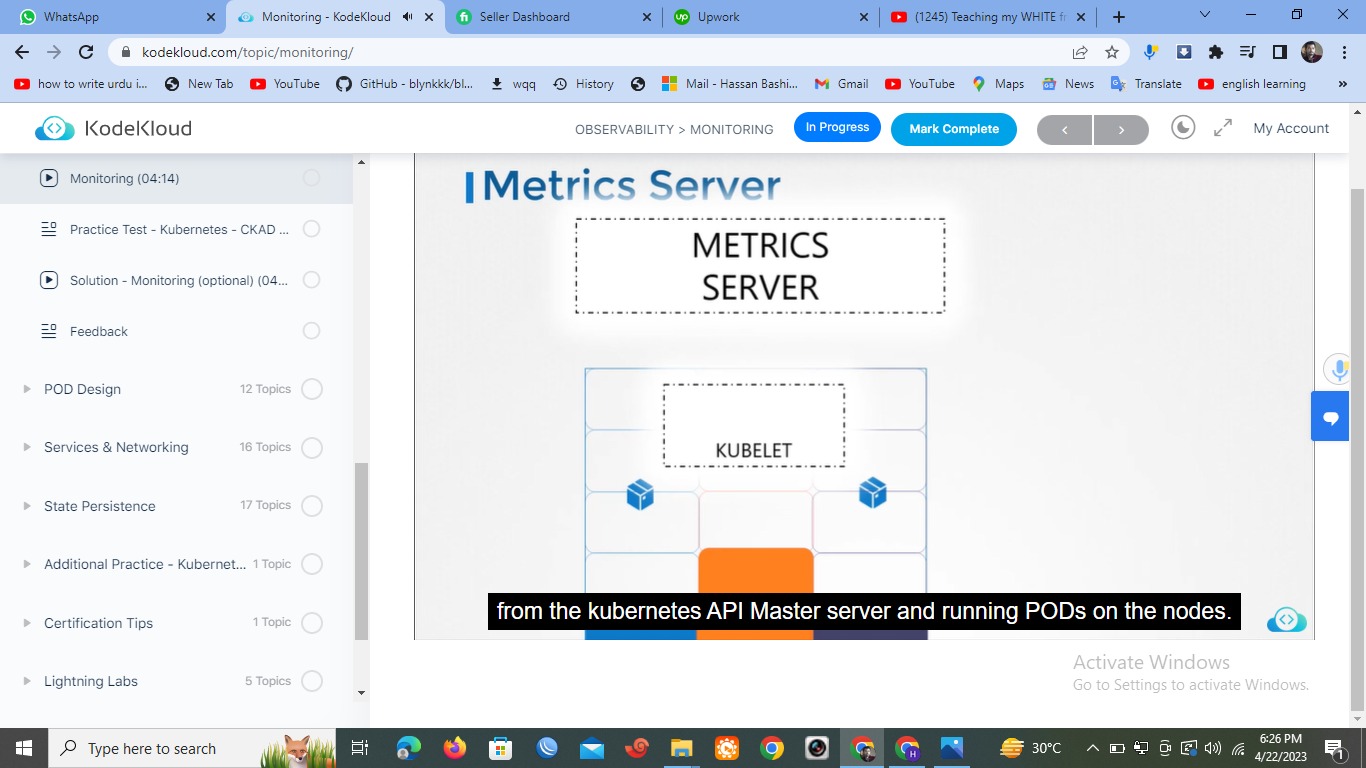 WhatsApp
Monitoring - KodeKloud
Seller Dashboard
Upwork
(1245) Teaching my WHITE fr
kodekloud.com/topic/monitoring/
how to write urdu i...
New Tab
YouTube
GitHub - blynkkk/bl...
wqq
History
Mail - Hassan Bashi...
Gmail
YouTube
Maps
News
Translate
english learning
»
KodeKloud
OBSERVABILITY > MONITORING
In Progress
Mark Complete
My Account
Monitoring (04:14)
Practice Test - Kubernetes - CKAD ...
Solution - Monitoring (optional) (04...
Feedback
POD Design 12 Topics
Services & Networking 16 Topics
State Persistence 17 Topics
Additional Practice - Kubernet... 1 Topic
Certification Tips 1 Topic
Lightning Labs 5 Topics
Metrics Server
METRICS
SERVER
KUBELET
from the kubernetes API Master server and running PODs on the nodes.
Activate Windows
Go to Settings to activate Windows.
Type here to search
30°C
6:26 PM
4/22/2023
1